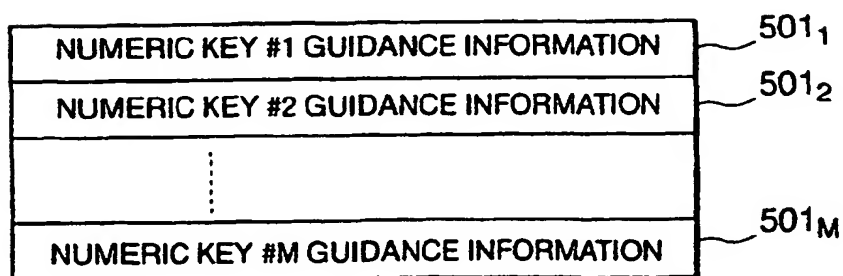 NUMERIC KEY #1 GUIDANCE INFORMATION 501₁
NUMERIC KEY #2 GUIDANCE INFORMATION 501₂
NUMERIC KEY #M GUIDANCE INFORMATION 501M